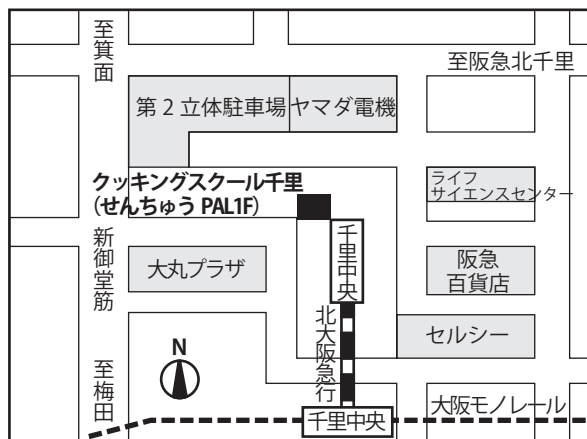 至箕面
至阪急北千里
第2立体駐車場
ヤマダ電機
クッキングスクール千里
(せんちゅうPAL1F)
ライフ
サイエンスセンター
千里中央
新御堂筋
大丸プラザ
阪急
百貨店
北大阪急行
セルシー
N
至梅田
大阪モノレール
千里中央